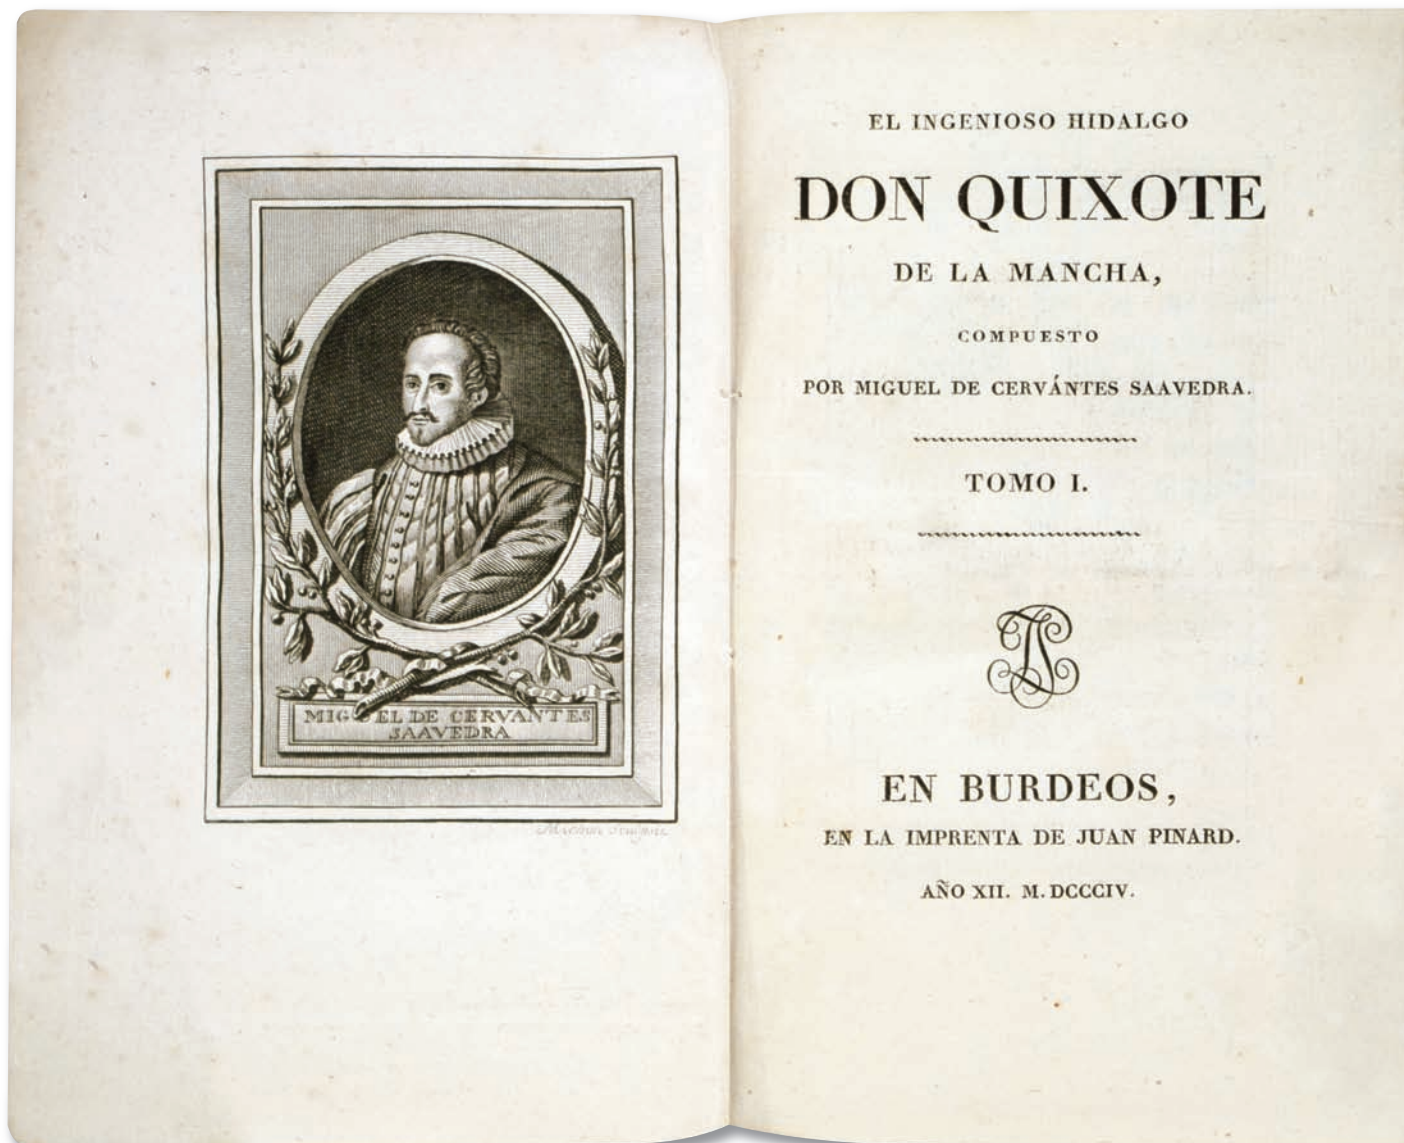 MIGUEL DE CERVANTES
SAAVEDRA
EL INGENIOSO HIDALGO
DON QUIXOTE
DE LA MANCHA,
COMPUESTO
POR MIGUEL DE CERVÁNTES SAAVEDRA.
TOMO I.
EN BURDEOS,
EN LA IMPRENTA DE JUAN PINARD.
AÑO XII. M. DCCCIV.